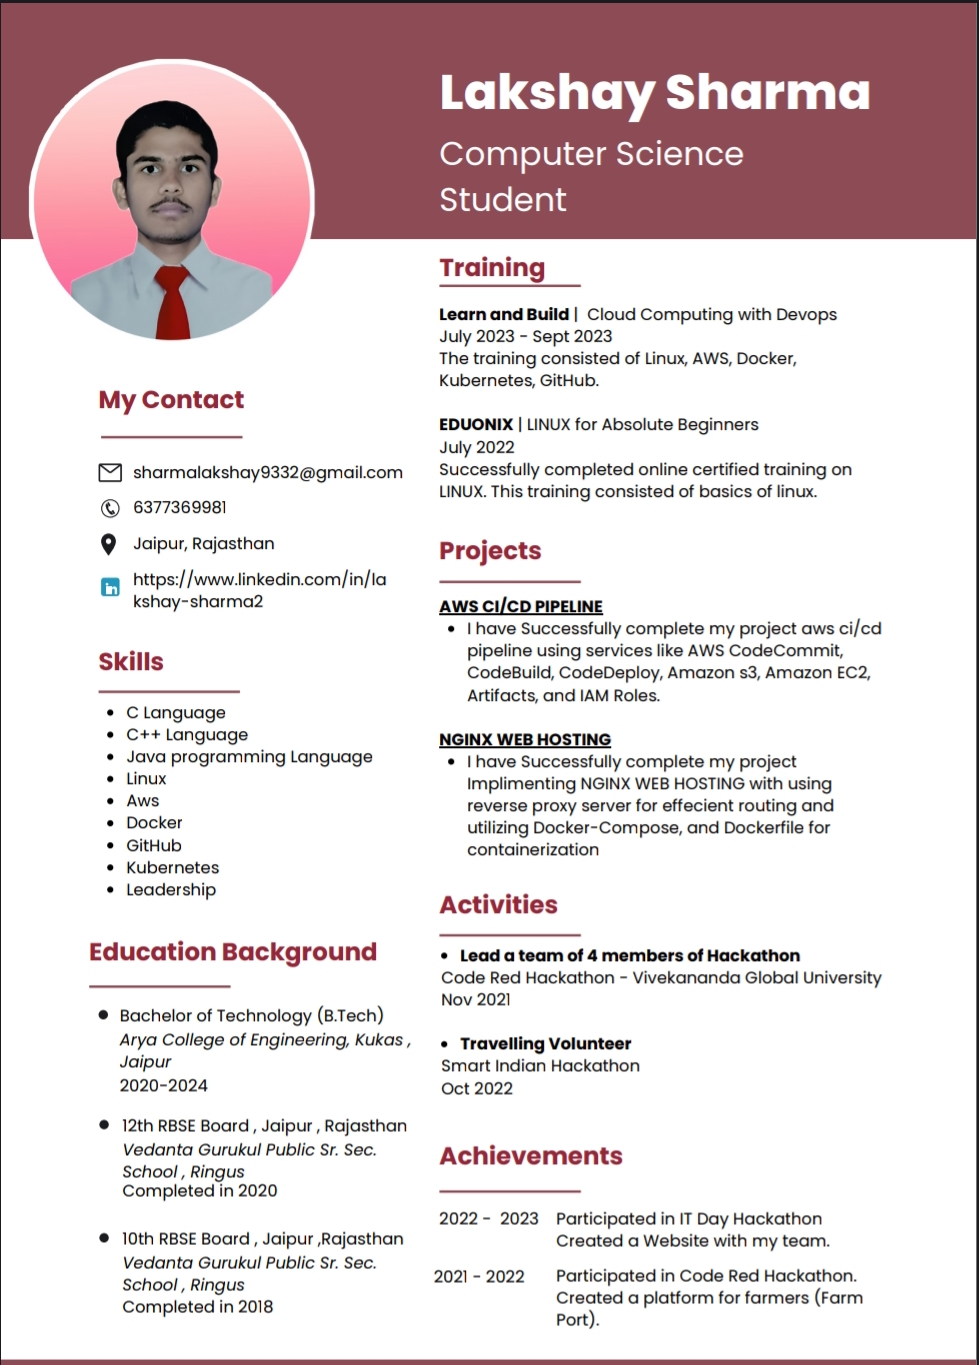 Lakshay Sharma
Computer Science
Student
My Contact
sharmalakshay9332@gmail.com
6377369981
Jaipur, Rajasthan
https://www.linkedin.com/in/la
kshay-sharma2
Skills
• C Language
• C++ Language
• Java programming Language
• Linux
• Aws
• Docker
• GitHub
• Kubernetes
• Leadership
Education Background
• Bachelor of Technology (B.Tech)
Arya College of Engineering, Kukas ,
Jaipur
2020-2024
• 12th RBSE Board , Jaipur , Rajasthan
Vedanta Gurukul Public Sr. Sec.
School , Ringus
Completed in 2020
• 10th RBSE Board , Jaipur ,Rajasthan
Vedanta Gurukul Public Sr. Sec.
School , Ringus
Completed in 2018
Training
Learn and Build | Cloud Computing with Devops
July 2023 - Sept 2023
The training consisted of Linux, AWS, Docker,
Kubernetes, GitHub.
EDUONIX | LINUX for Absolute Beginners
July 2022
Successfully completed online certified training on
LINUX. This training consisted of basics of linux.
Projects
AWS CI/CD PIPELINE
• I have Successfully complete my project aws ci/cd
pipeline using services like AWS CodeCommit,
CodeBuild, CodeDeploy, Amazon s3, Amazon EC2,
Artifacts, and IAM Roles.
NGINX WEB HOSTING
• I have Successfully complete my project
Implimenting NGINX WEB HOSTING with using
reverse proxy server for effecient routing and
utilizing Docker-Compose, and Dockerfile for
containerization
Activities
• Lead a team of 4 members of Hackathon
Code Red Hackathon - Vivekananda Global University
Nov 2021
• Travelling Volunteer
Smart Indian Hackathon
Oct 2022
Achievements
2022 - 2023 Participated in IT Day Hackathon
Created a Website with my team.
2021 - 2022 Participated in Code Red Hackathon.
Created a platform for farmers (Farm
Port).